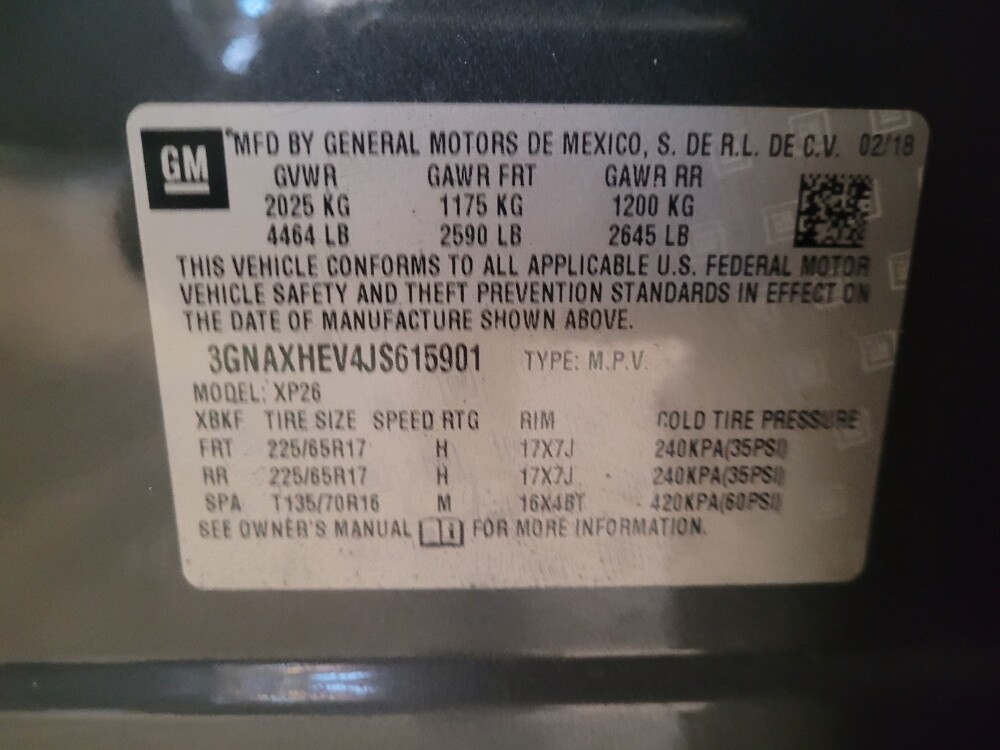 GM
MFD BY GENERAL MOTORS DE MEXICO, S. DE R.L. DE C.V. 02/18
GVWR GAWR FRT GAWR RR
2025 KG 1175 KG 1200 KG
4464 LB 2590 LB 2645 LB
THIS VEHICLE CONFORMS TO ALL APPLICABLE U.S. FEDERAL MOTOR
VEHICLE SAFETY AND THEFT PREVENTION STANDARDS IN EFFECT ON
THE DATE OF MANUFACTURE SHOWN ABOVE.
3GNAXHEV4JS615901 TYPE: M.P.V.
MODEL: XP26
XBKF TIRE SIZE SPEED RTG RIM COLD TIRE PRESSURE
FRT 225/65R17 H 17X7J 240KPA(35PSI)
RR 225/65R17 H 17X7J 240KPA(35PSI)
SPA T135/70R16 M 16X4BT 420KPA(60PSI)
SEE OWNER'S MANUAL FOR MORE INFORMATION.